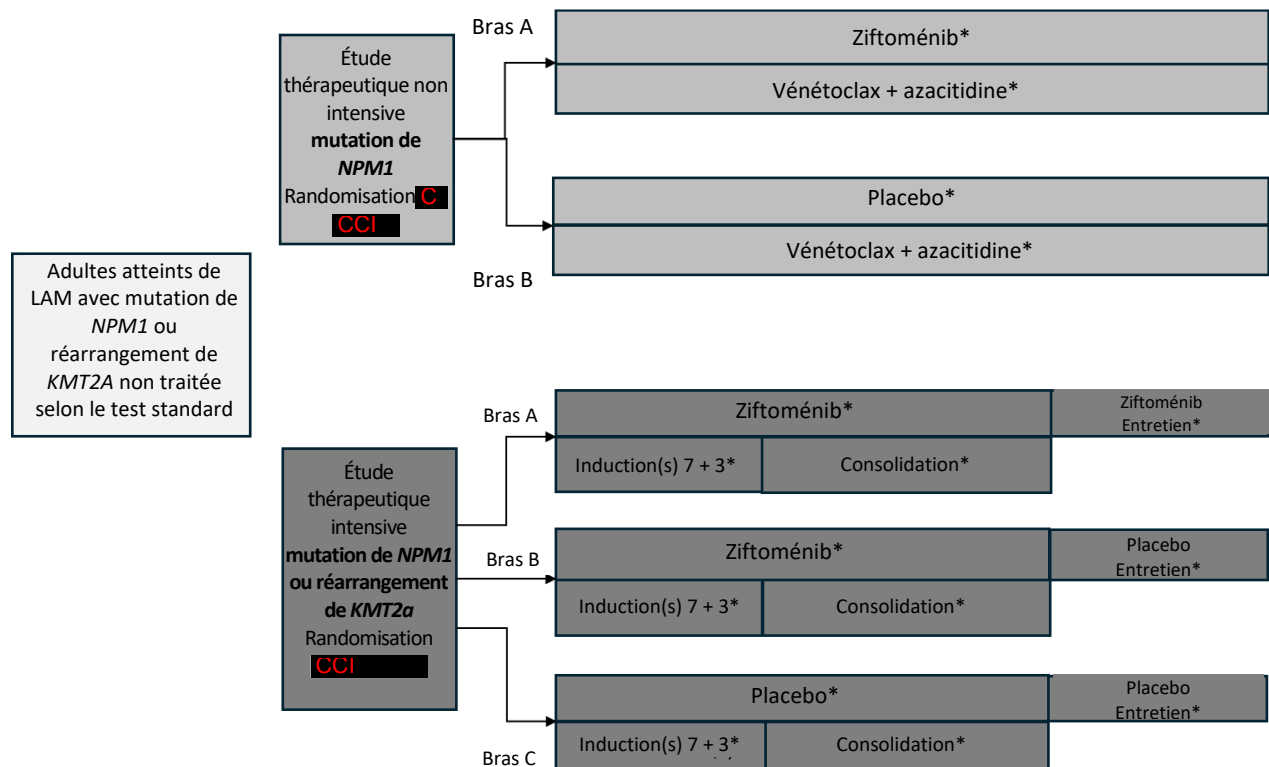 Adultes atteints de
LAM avec mutation de
NPM1 ou
réarrangement de
KMT2A non traitée
selon le test standard
Étude
thérapeutique non
intensive
mutation de
NPM1
Randomisation C
CCI
Bras A
Ziftoménib*
Vénétoclax + azacitidine*
Placebo*
Vénétoclax + azacitidine*
Bras B
Étude
thérapeutique
intensive
mutation de NPM1
ou réarrangement
de KMT2a
Randomisation
CCI
Bras A
Ziftoménib*
Ziftoménib
Entretien*
Induction(s) 7 + 3*
Consolidation*
Bras B
Ziftoménib*
Placebo
Entretien*
Induction(s) 7 + 3*
Consolidation*
Placebo*
Placebo
Entretien*
Bras C
Induction(s) 7 + 3*
Consolidation*